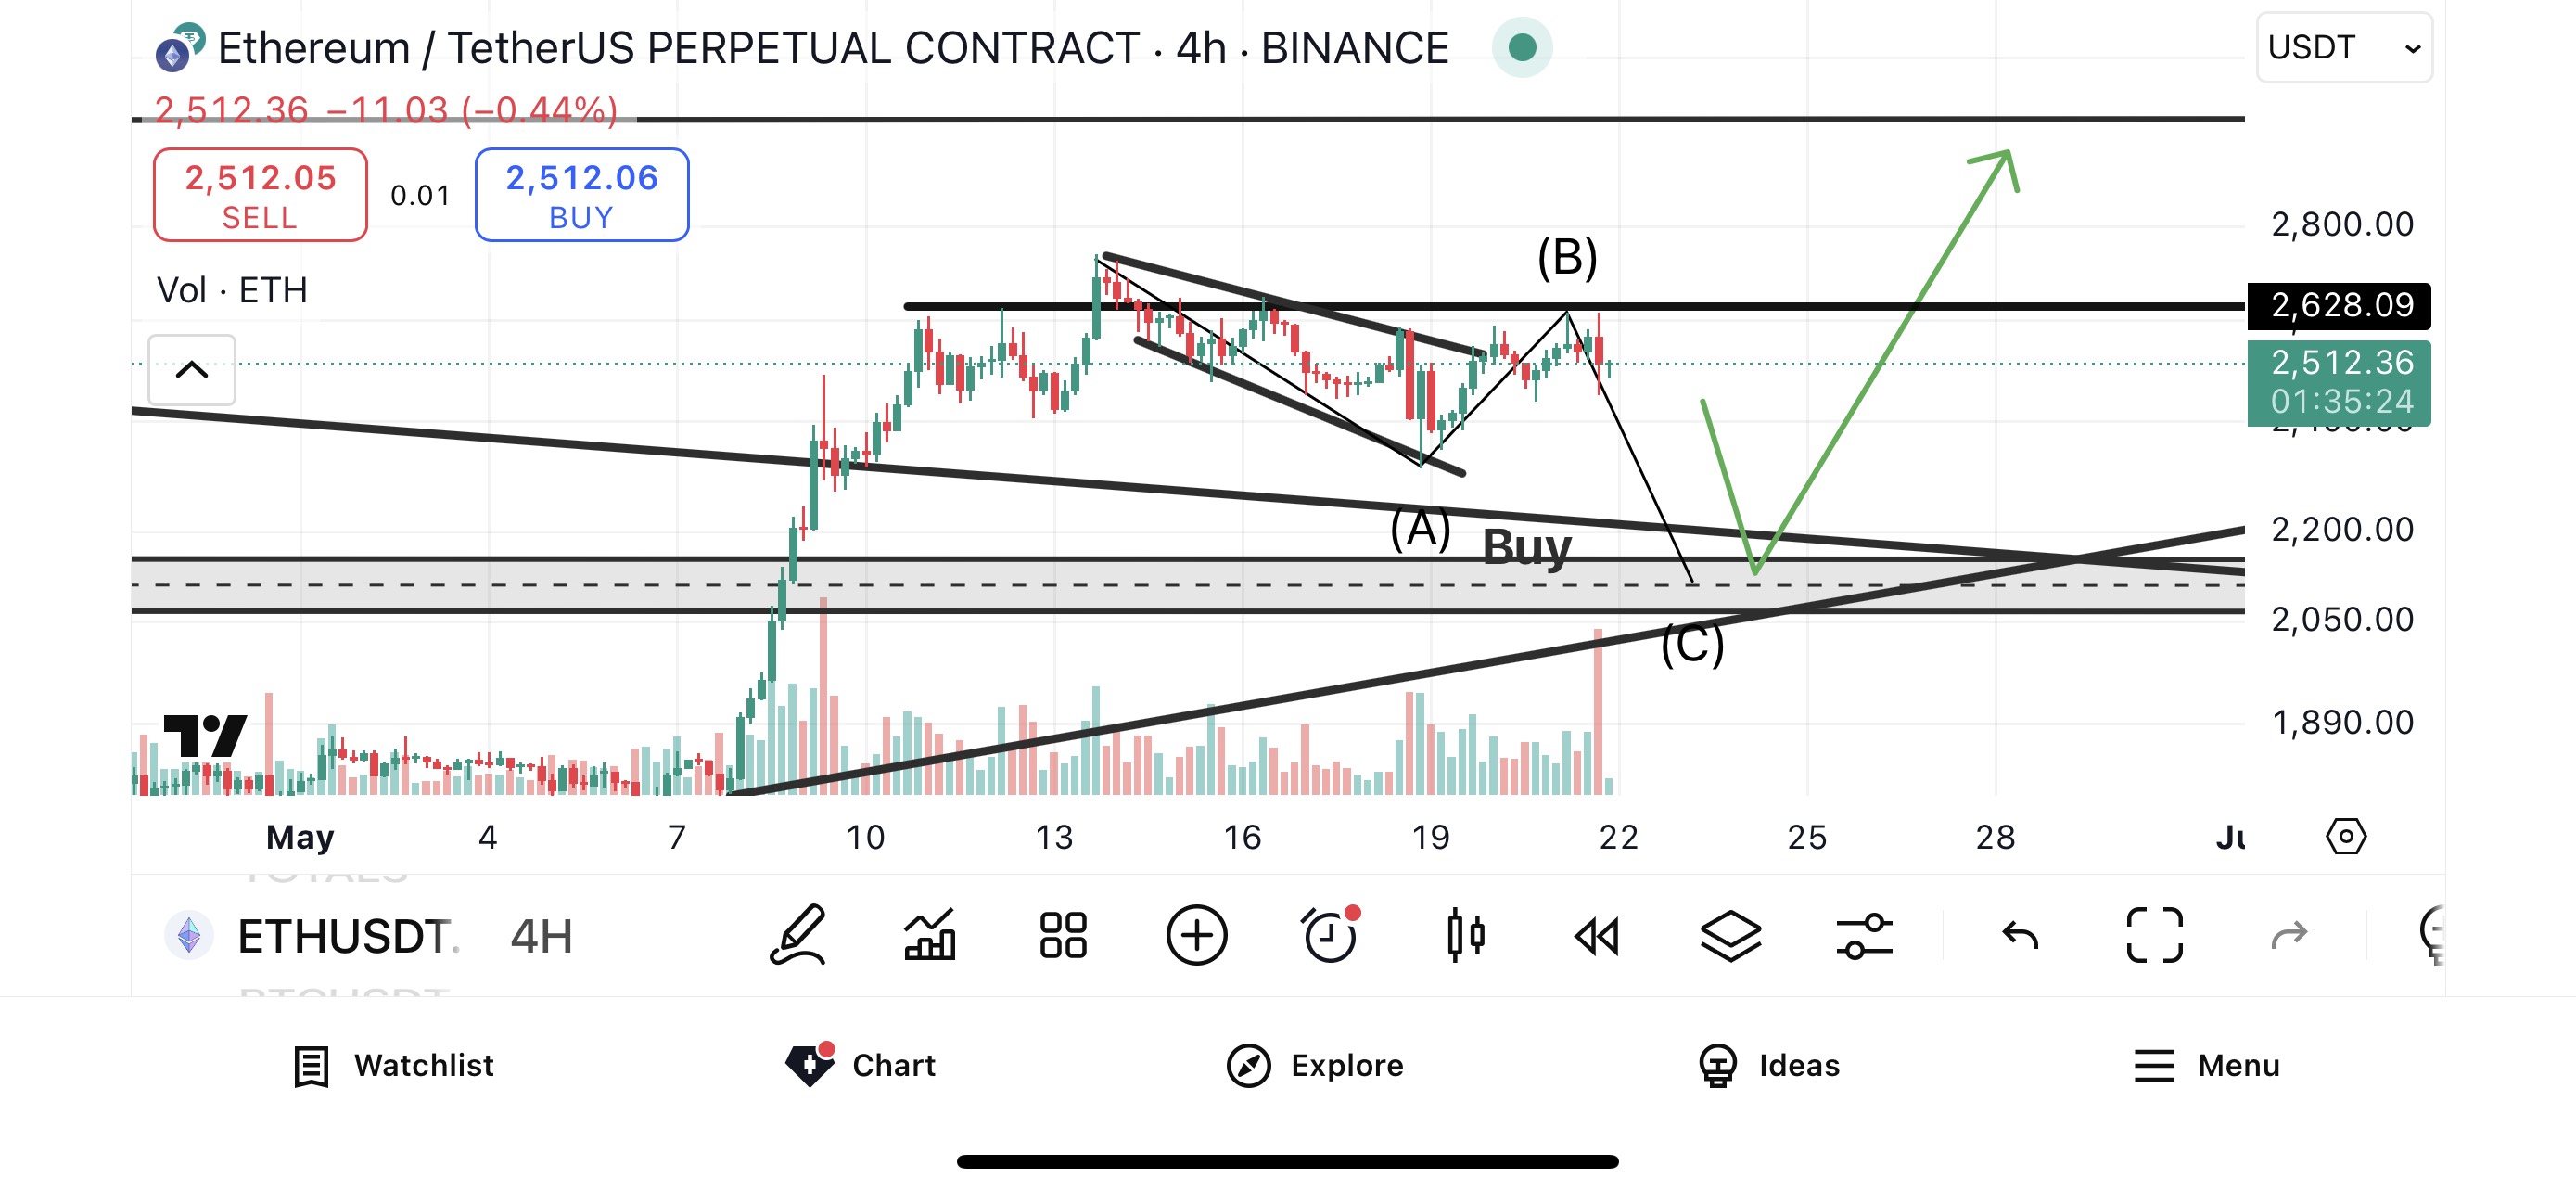 Ethereum / TetherUS PERPETUAL CONTRACT · 4h · BINANCE
USDT
2,512.36 −11.03 (−0.44%)
2,512.05
SELL
0.01
2,512.06
BUY
Vol · ETH
(B)
(A)
Buy
(C)
2,800.00
2,628.09
2,512.36
01:35:24
2,200.00
2,050.00
1,890.00
May 4 7 10 13 16 19 22 25 28
ETHUSDT. 4H
Watchlist
Chart
Explore
Ideas
Menu